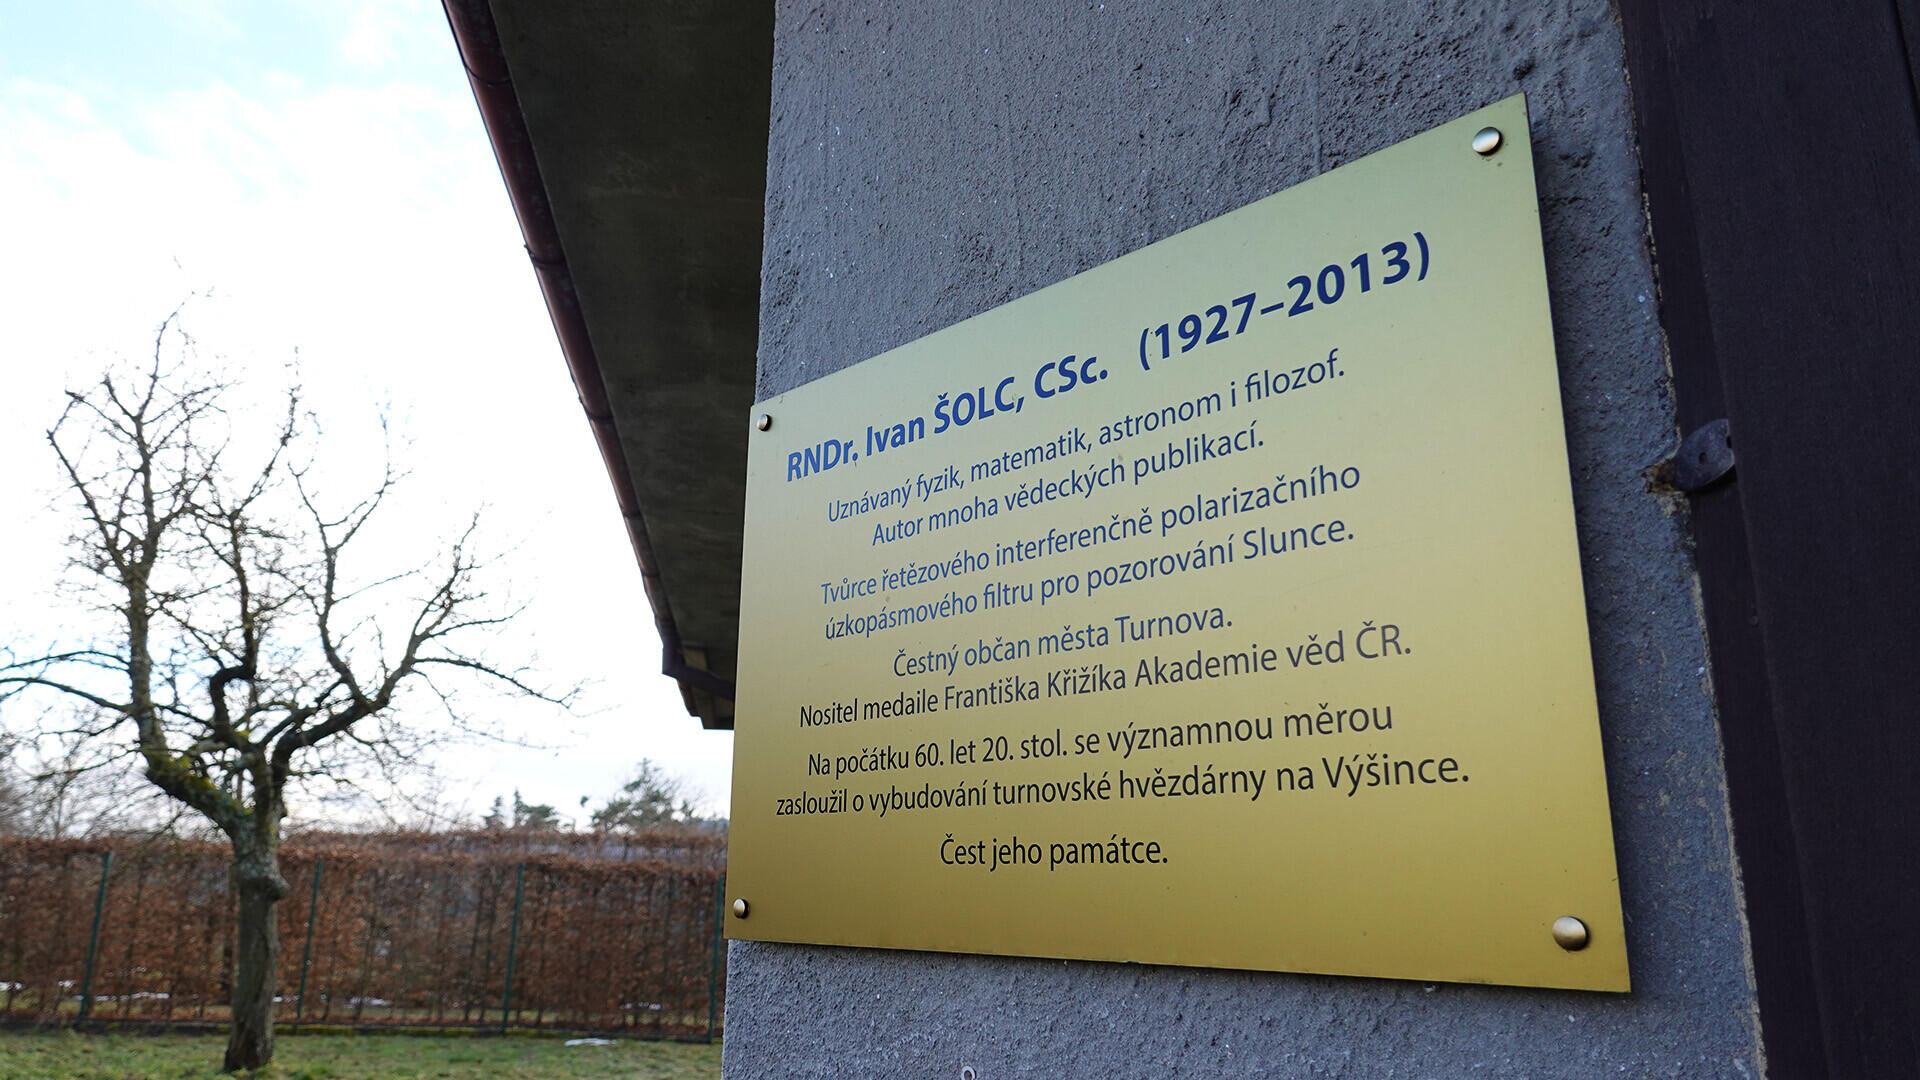 RNDr. Ivan ŠOLC, CSc. (1927–2013)
Uznávaný fyzik, matematik, astronom i filozof.
Autor mnoha vědeckých publikací.
Tvůrce řetězového interferenčně polarizačního
úzkopásmového filtru pro pozorování Slunce.
Čestný občan města Turnova.
Nositel medaile Františka Křižíka Akademie věd ČR.
Na počátku 60. let 20. stol. se významnou měrou
zasloužil o vybudování turnovské hvězdárny na Výšince.
Čest jeho památce.